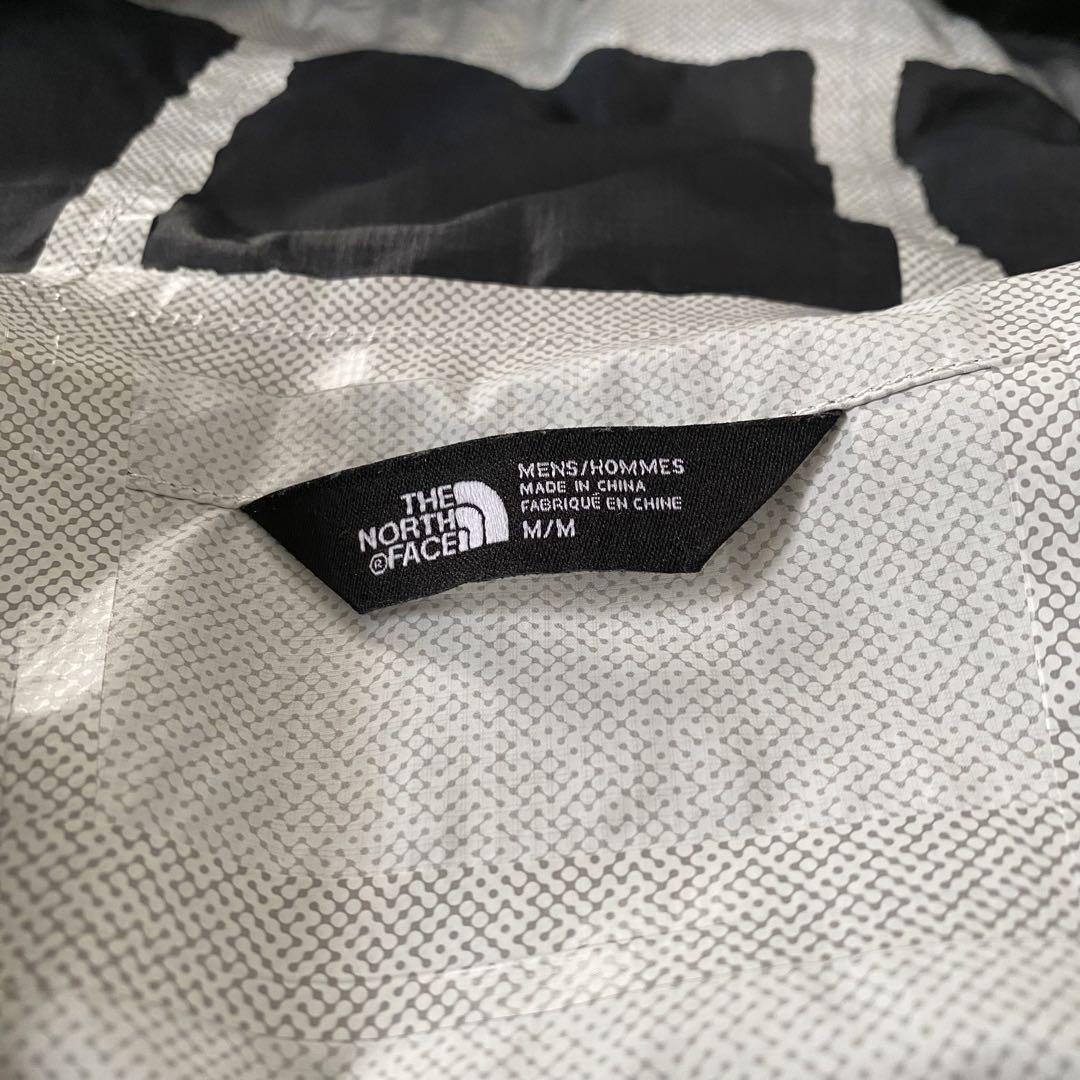 THE
NORTH
®FACE
MENS/HOMMES
MADE IN CHINA
FABRIQUÉ EN CHINE
M/M